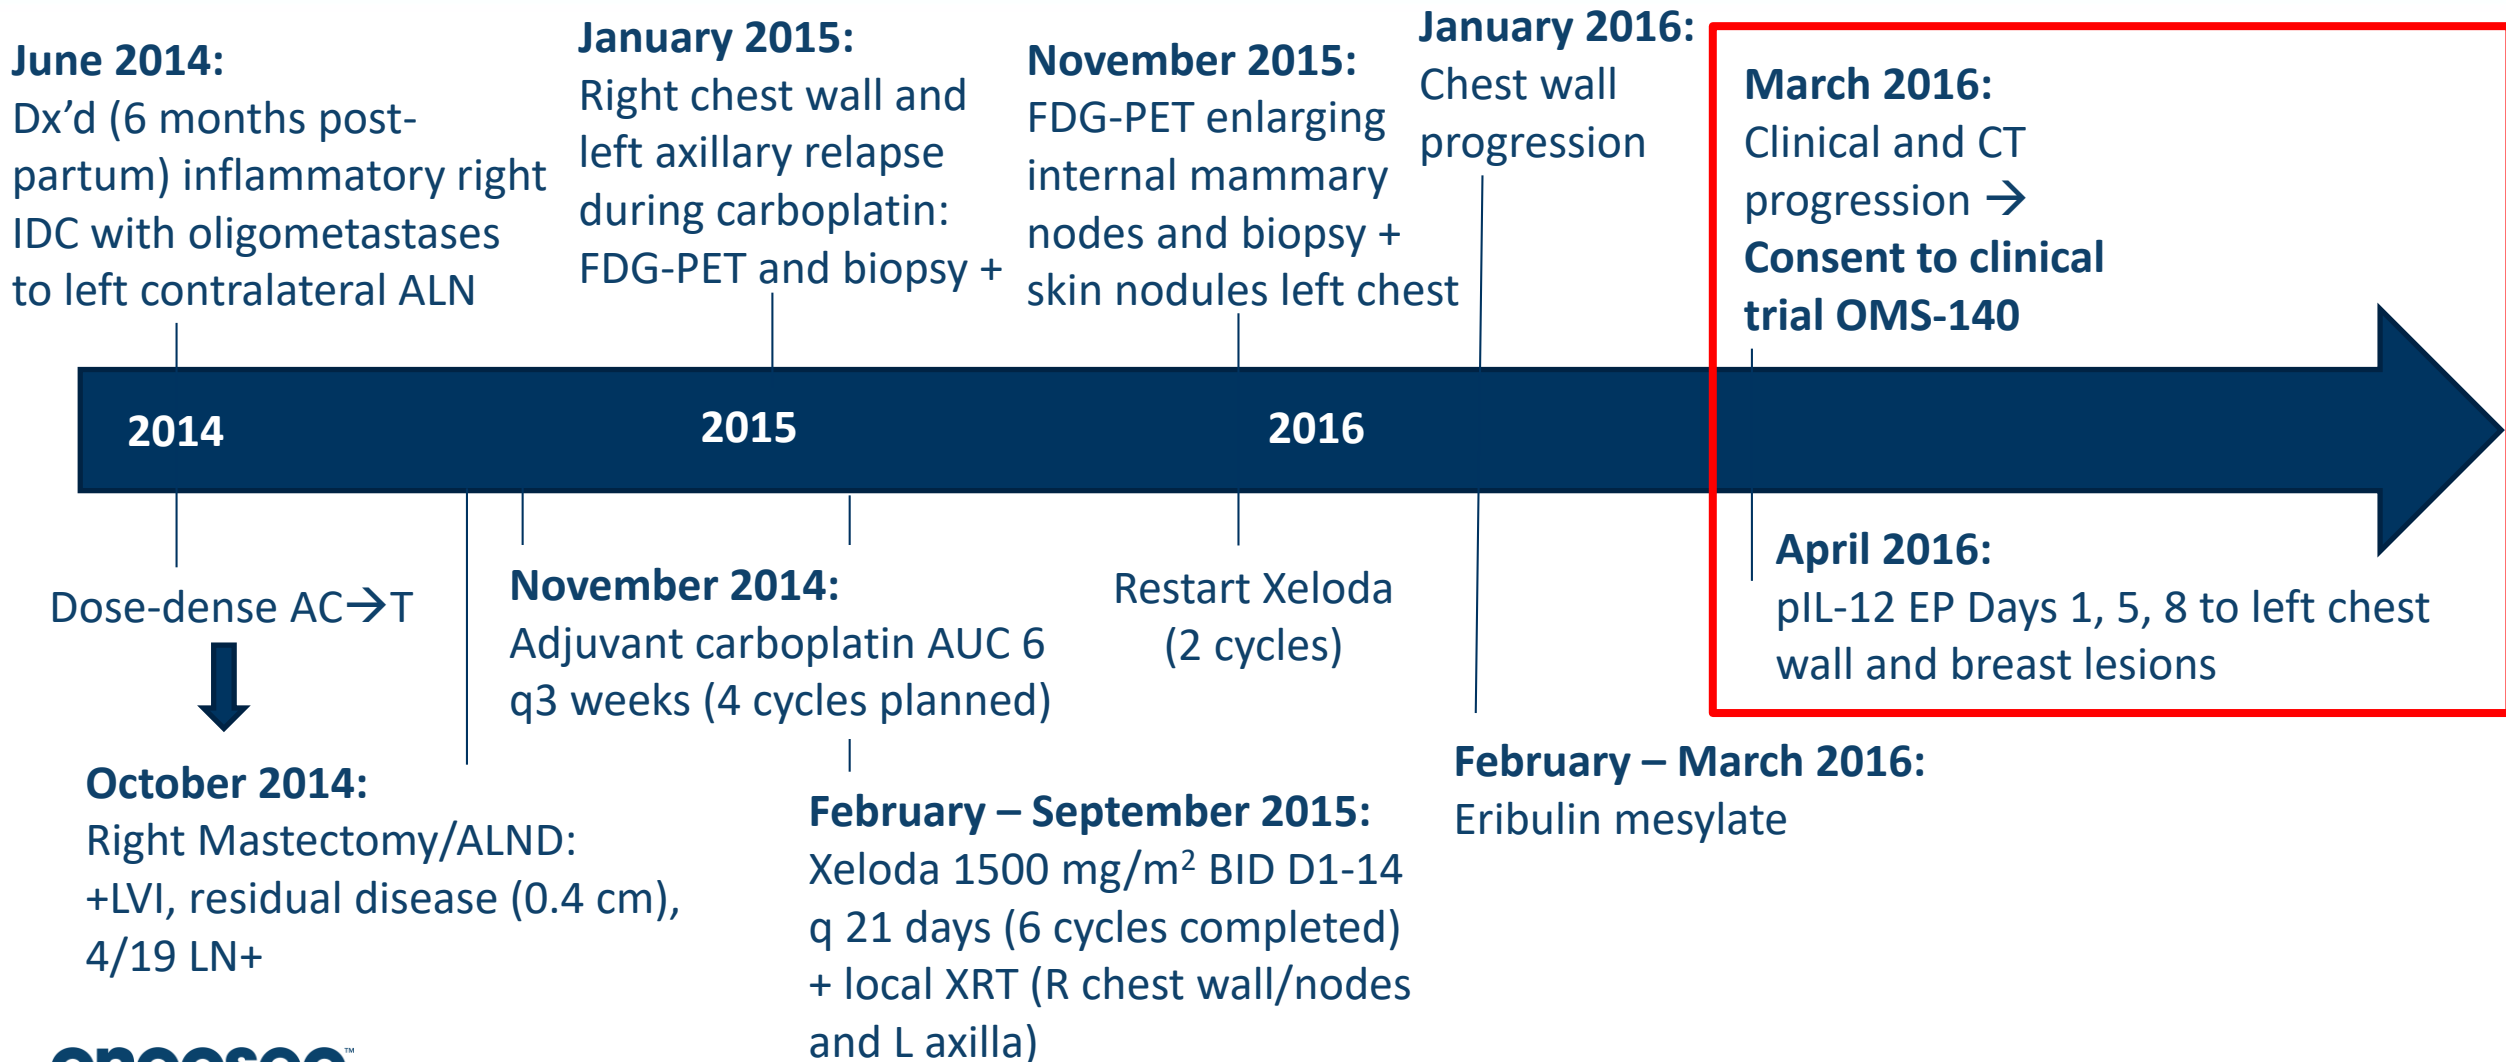 June 2014:
Dx’d (6 months post-
partum) inflammatory right
IDC with oligometastases
to left contralateral ALN
January 2015:
Right chest wall and
left axillary relapse
during carboplatin:
FDG-PET and biopsy +
November 2015:
FDG-PET enlarging
internal mammary
nodes and biopsy +
skin nodules left chest
January 2016:
Chest wall
progression
March 2016:
Clinical and CT
progression →
Consent to clinical
trial OMS-140
2014
2015
2016
Dose-dense AC→T
October 2014:
Right Mastectomy/ALND:
+LVI, residual disease (0.4 cm),
4/19 LN+
November 2014:
Adjuvant carboplatin AUC 6
q3 weeks (4 cycles planned)
February – September 2015:
Xeloda 1500 mg/m² BID D1-14
q 21 days (6 cycles completed)
+ local XRT (R chest wall/nodes
and L axilla)
Restart Xeloda
(2 cycles)
February – March 2016:
Eribulin mesylate
April 2016:
pIL-12 EP Days 1, 5, 8 to left chest
wall and breast lesions